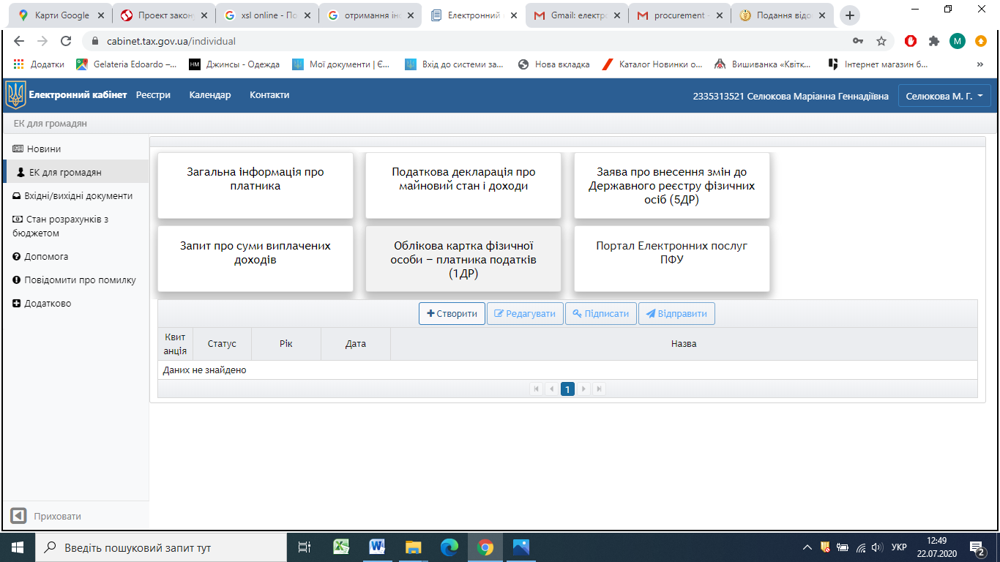 Карти Google
Проект закон
xsl online - По
отримання інф
Електронний
Gmail: електро
procurement -
Подання відо
cabinet.tax.gov.ua/individual
M
Додатки
Gelateria Edoardo –...
HM
Джинсы - Одежда
Мої документи | Є...
Вхід до системи за...
Нова вкладка
Каталог Новинки о...
Вишиванка «Квітк...
Інтернет магазин б...
»
Електронний кабінет
Реєстри
Календар
Контакти
2335313521 Селюкова Маріанна Геннадіївна
Селюкова М. Г.
ЕК для громадян
Новини
ЕК для громадян
Вхідні/вихідні документи
Стан розрахунків з
бюджетом
Допомога
Повідомити про помилку
Додатково
Загальна інформація про
платника
Податкова декларація про
майновий стан і доходи
Заява про внесення змін до
Державного реєстру фізичних
осіб (5ДР)
Запит про суми виплачених
доходів
Облікова картка фізичної
особи – платника податків
(1ДР)
Портал Електронних послуг
ПФУ
Створити
Редагувати
Підписати
Відправити
Квит
анція
Статус
Рік
Дата
Назва
Даних не знайдено
1
Приховати
Введіть пошуковий запит тут
УКР
12:49
22.07.2020
2